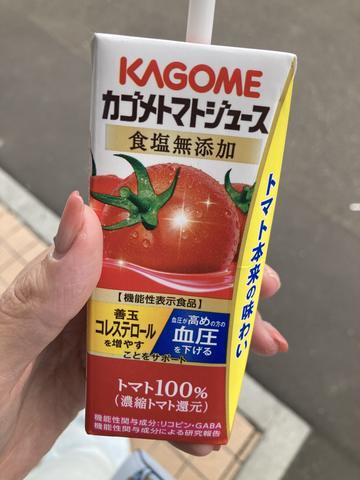 KAGOME
カゴメトマトジュース
食塩無添加
トマト本来の味わい
【機能性表示食品】
善玉
コレステロール
を増やす
血圧が高めの方の
血圧
を下げる
ことをサポート
トマト100%
(濃縮トマト還元)
機能性関与成分:リコピン・GABA
機能性関与成分による研究報告